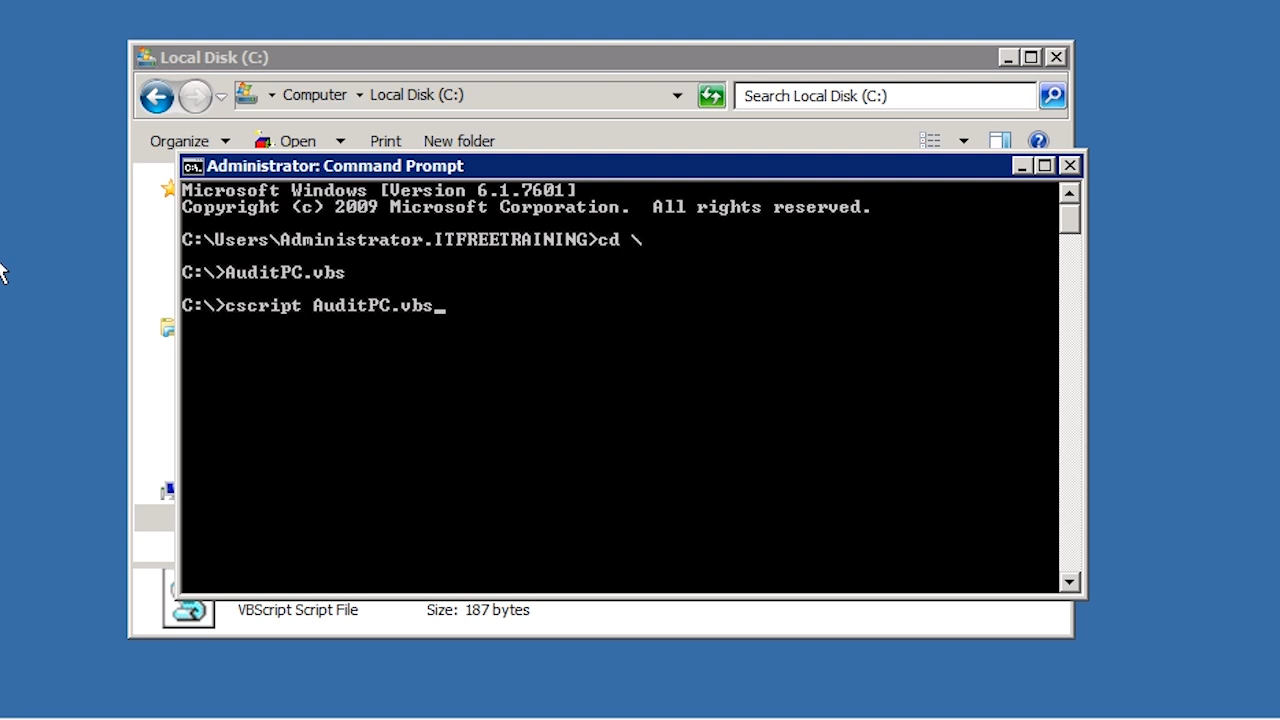 Local Disk (C:)
Computer Local Disk (C:)
Search Local Disk (C:)
Organize Open Print New folder
Administrator: Command Prompt
Microsoft Windows [Version 6.1.7601]
Copyright (c) 2009 Microsoft Corporation.  All rights reserved.
C:\Users\Administrator.ITFREETRAINING>cd \
C:\>AuditPC.vbs
C:\>cscript AuditPC.vbs_
VBScript Script File Size: 187 bytes